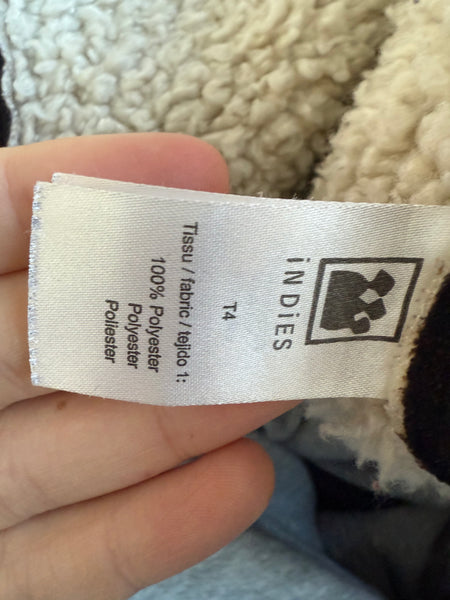 iNDiES
T4
Tissu / fabric / tejido 1:
100% Polyester
Polyester
Poliester